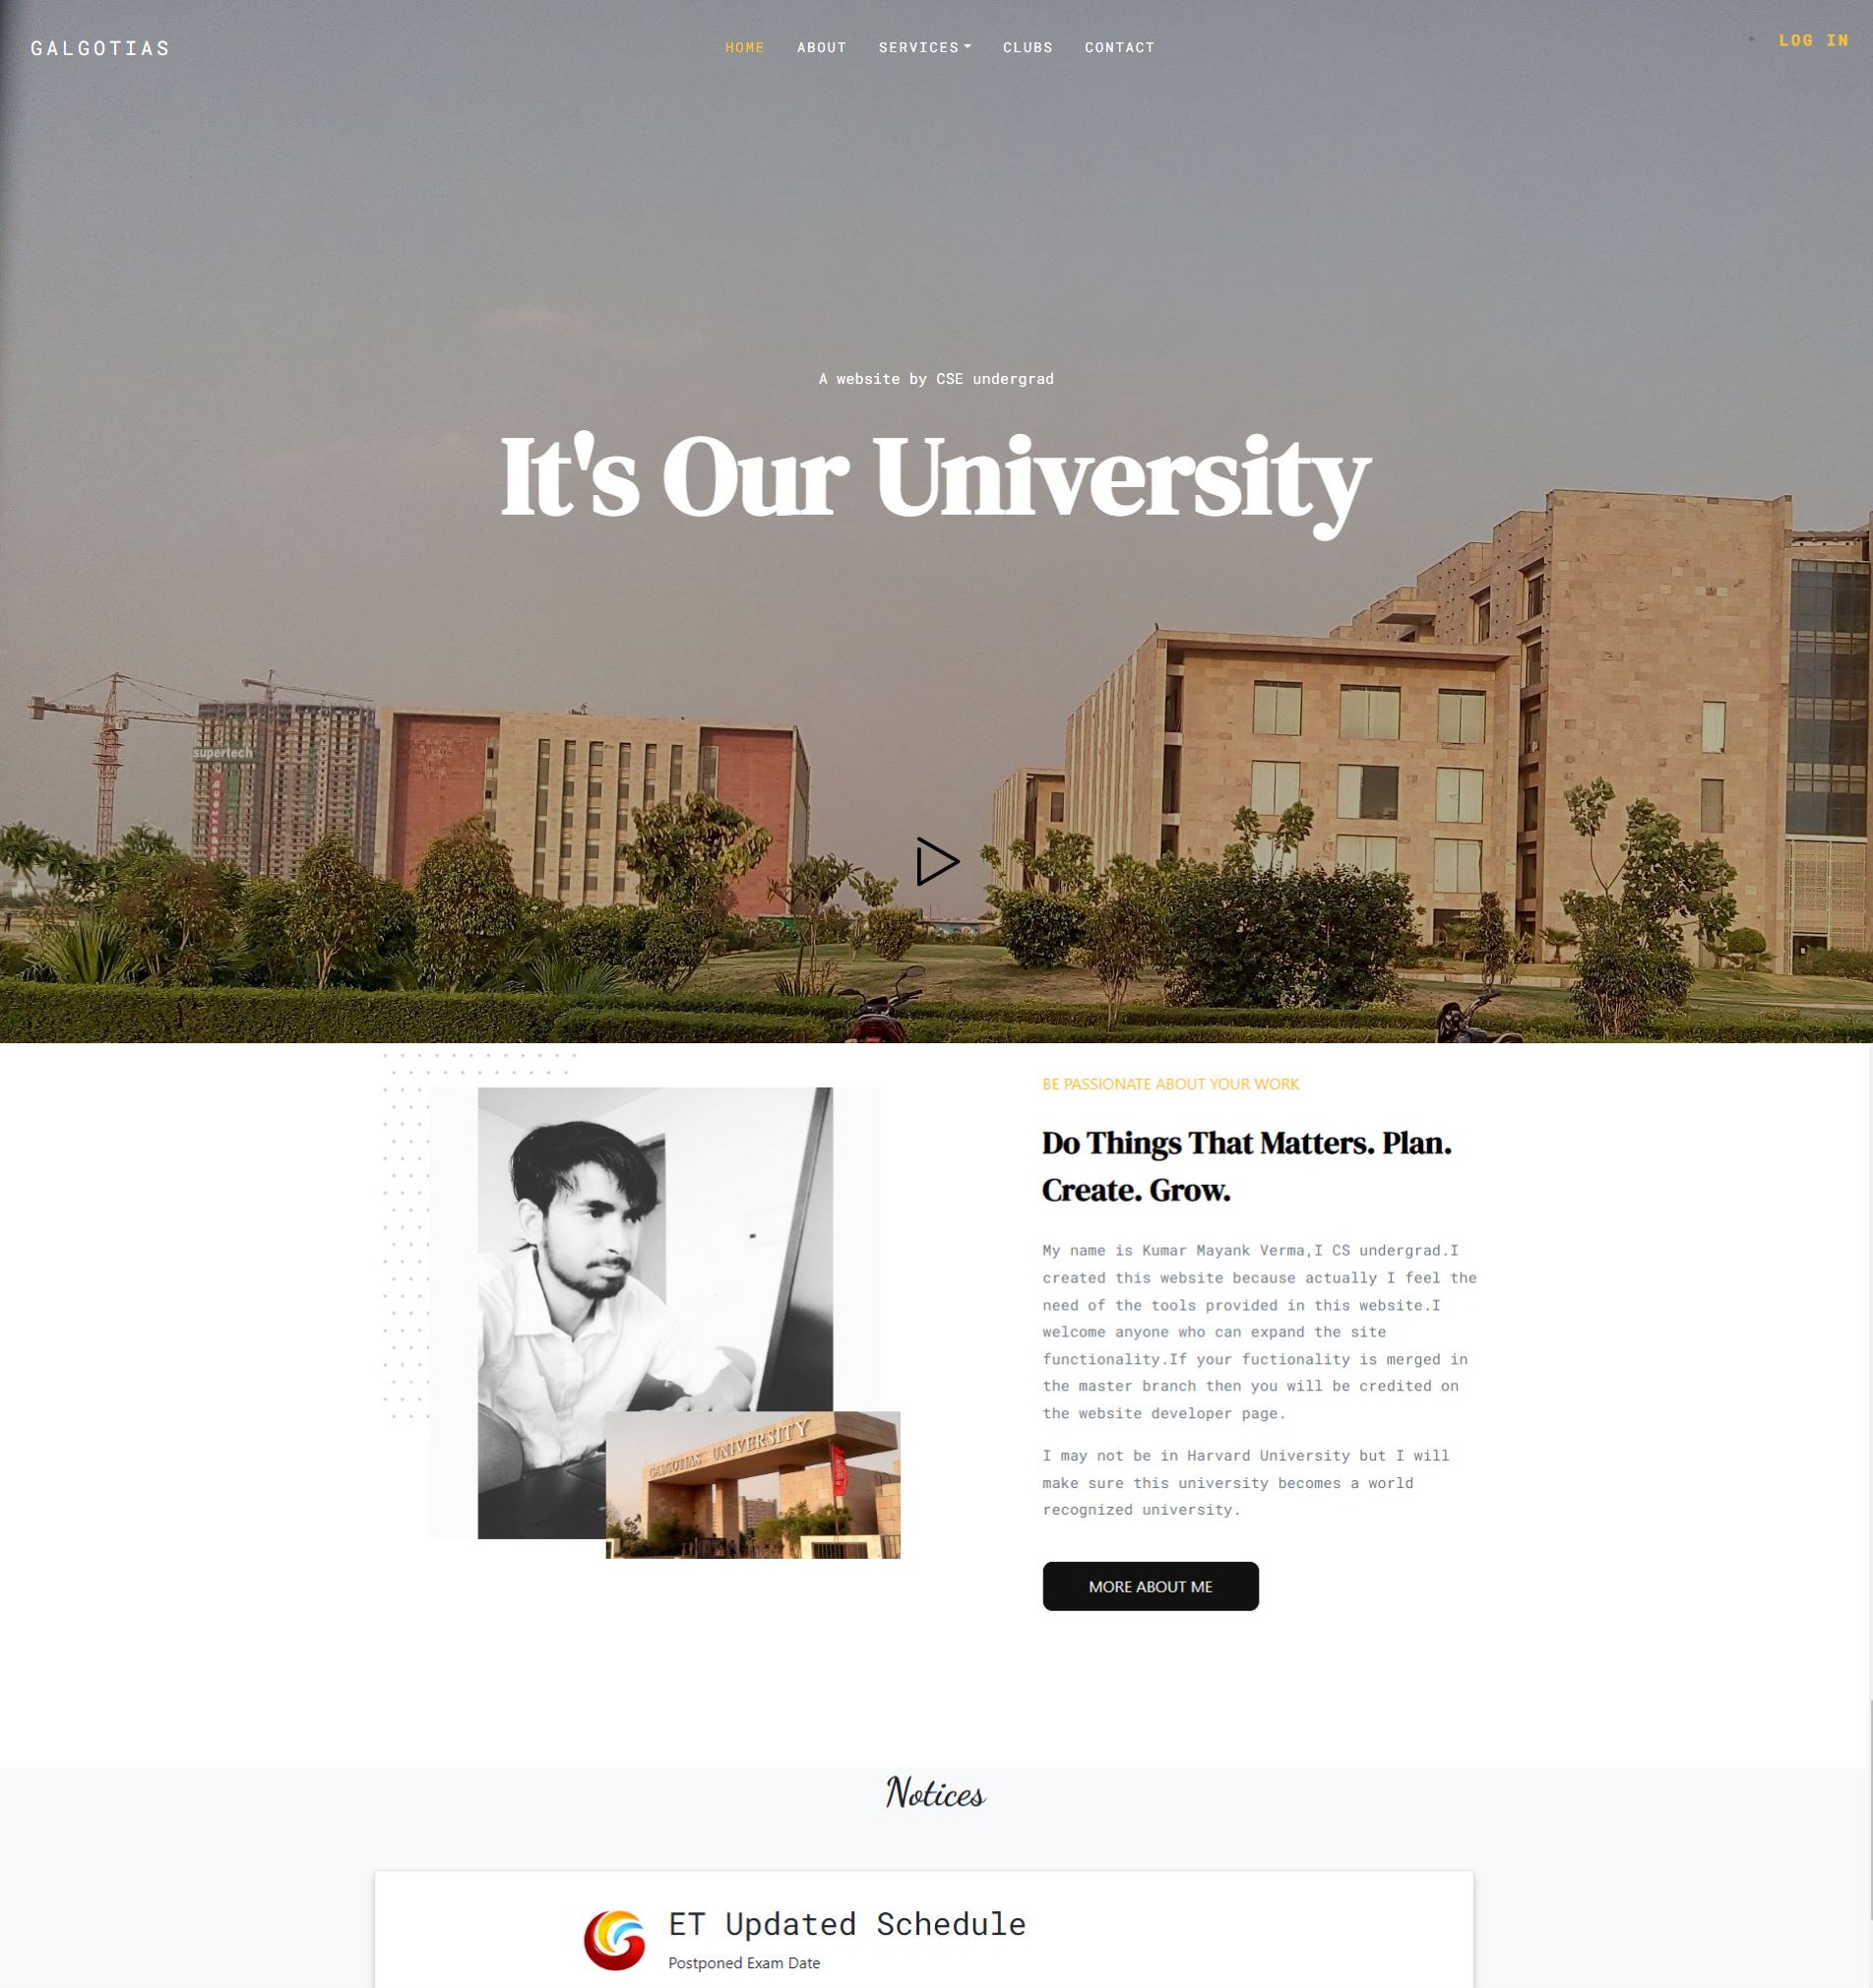 GALGOTIAS
HOME ABOUT SERVICES CLUBS CONTACT
LOG IN
A website by CSE undergrad
It's Our University
supertech
BE PASSIONATE ABOUT YOUR WORK
Do Things That Matters. Plan.
Create. Grow.
My name is Kumar Mayank Verma,I CS undergrad.I
created this website because actually I feel the
need of the tools provided in this website.I
welcome anyone who can expand the site
functionality.If your fuctionality is merged in
the master branch then you will be credited on
the website developer page.
I may not be in Harvard University but I will
make sure this university becomes a world
recognized university.
GALGOTIAS UNIVERSITY
MORE ABOUT ME
Notices
ET Updated Schedule
Postponed Exam Date